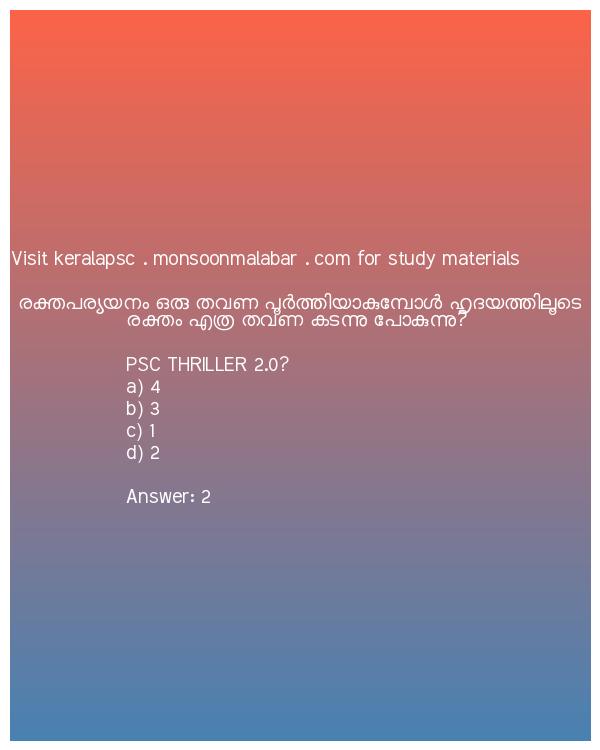 Visit keralapsc . monsoonmalabar . com for study materials
രക്തപര്യയനം ഒരു തവണ പൂർത്തിയാകുമ്പോൾ ഹൃദയത്തിലൂടെ
രക്തം എത്ര തവണ കടന്നു പോകുന്നു?
PSC THRILLER 2.0?
a) 4
b) 3
c) 1
d) 2
Answer: 2